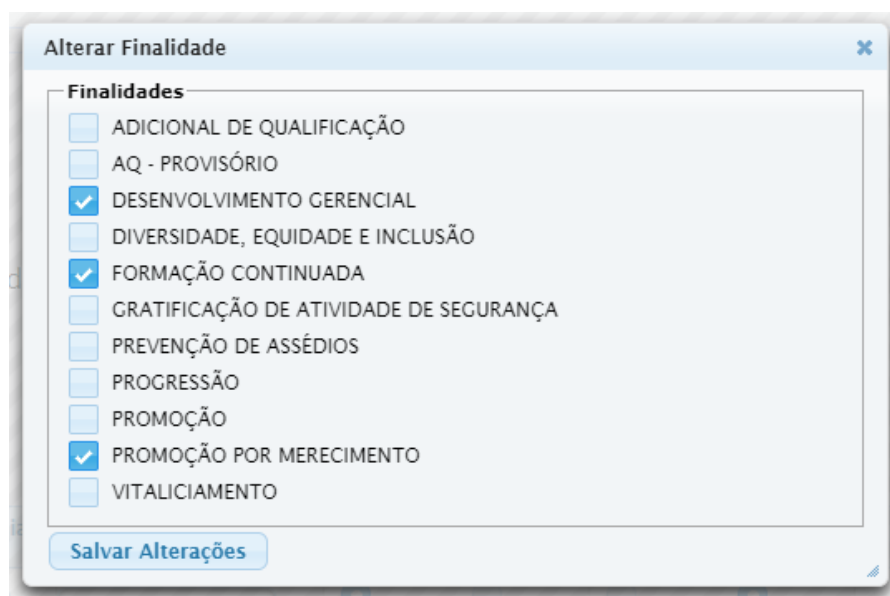 Alterar Finalidade
Finalidades
ADICIONAL DE QUALIFICAÇÃO
AQ - PROVISÓRIO
DESENVOLVIMENTO GERENCIAL
DIVERSIDADE, EQUIDADE E INCLUSÃO
FORMAÇÃO CONTINUADA
GRATIFICAÇÃO DE ATIVIDADE DE SEGURANÇA
PREVENÇÃO DE ASSÉDIOS
PROGRESSÃO
PROMOÇÃO
PROMOÇÃO POR MERECIMENTO
VITALICIAMENTO
Salvar Alterações